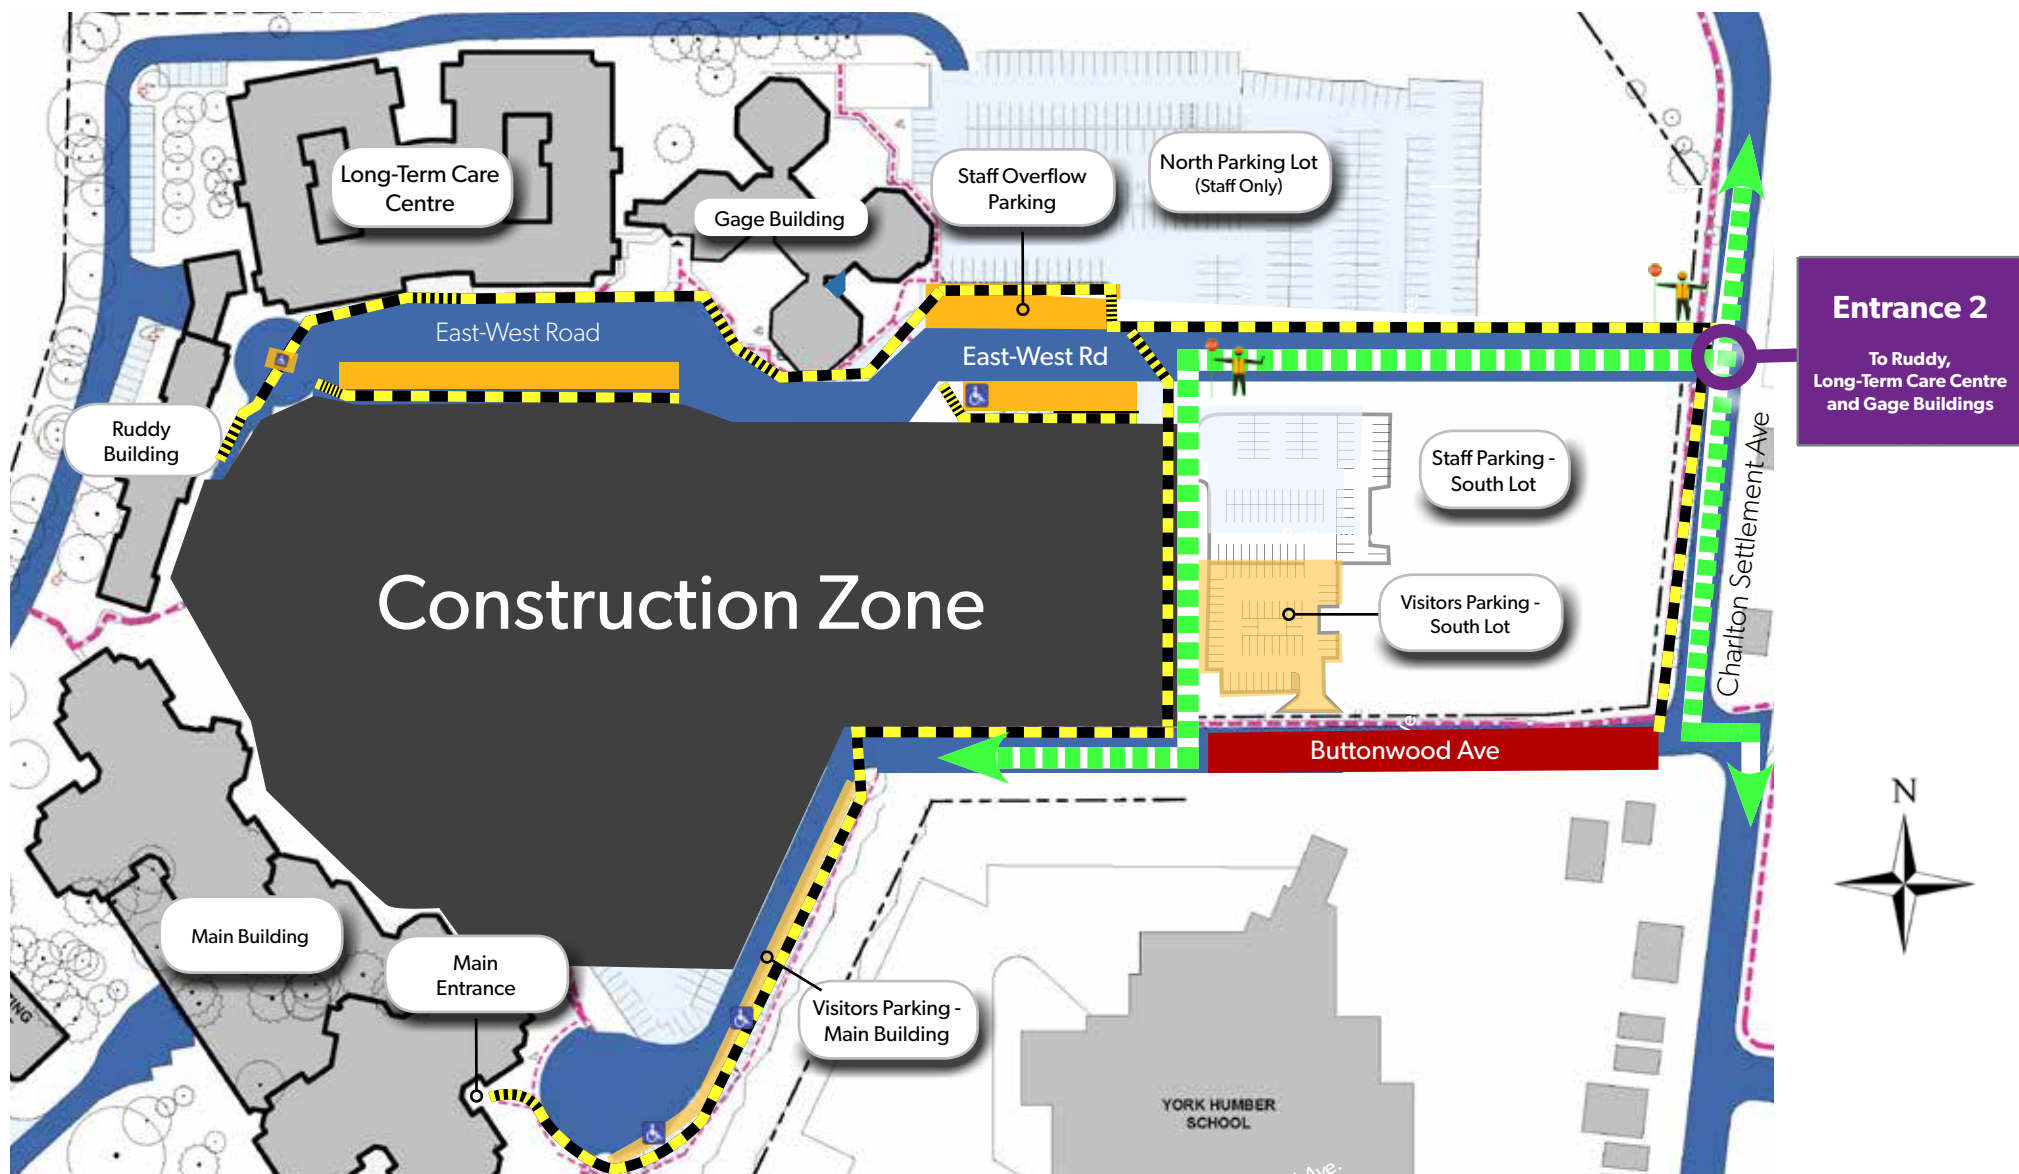 Long-Term Care
Centre
Gage Building
Staff Overflow
Parking
North Parking Lot
(Staff Only)
Entrance 2
To Ruddy,
Long-Term Care Centre
and Gage Buildings
East-West Road
East-West Rd
Ruddy
Building
Staff Parking -
South Lot
Charlton Settlement Ave
Construction Zone
Visitors Parking -
South Lot
Buttonwood Ave
N
Main Building
Main
Entrance
Visitors Parking -
Main Building
YORK HUMBER
SCHOOL
Ave.